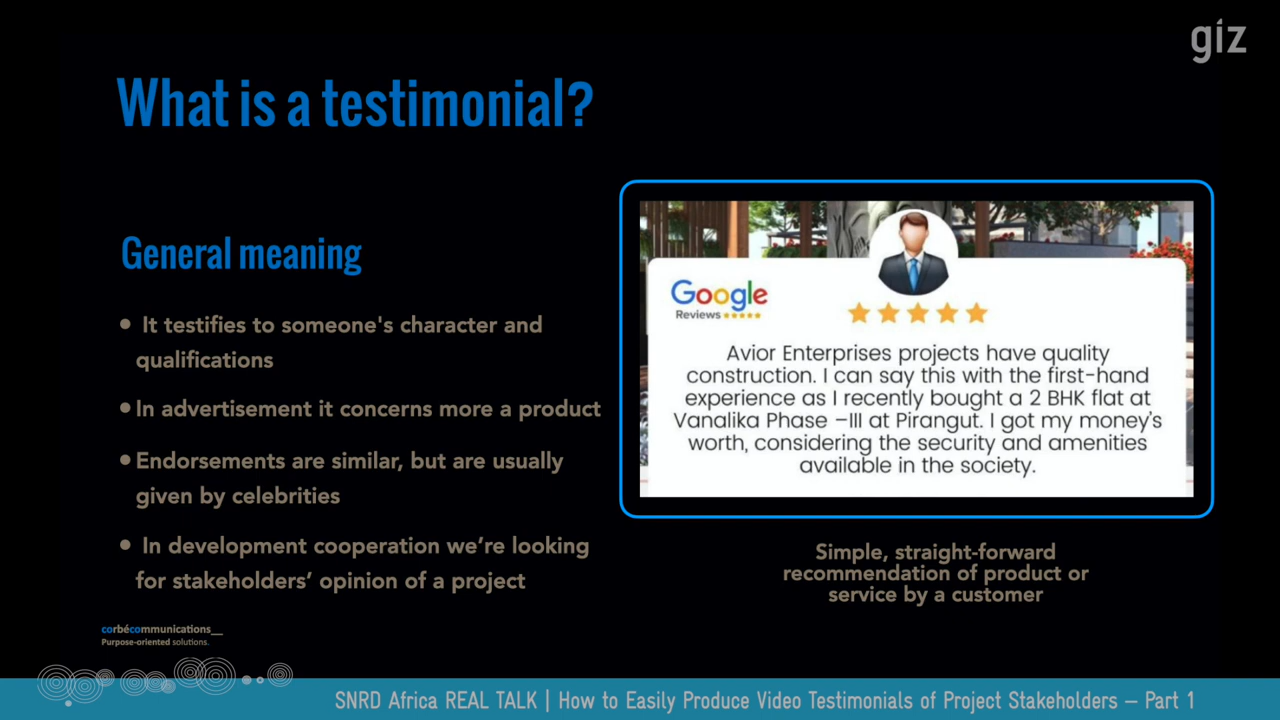 giz
What is a testimonial?
General meaning
• It testifies to someone's character and
qualifications
• In advertisement it concerns more a product
• Endorsements are similar, but are usually
given by celebrities
• In development cooperation we’re looking
for stakeholders’ opinion of a project
Google
Reviews
Avior Enterprises projects have quality
construction. I can say this with the first-hand
experience as I recently bought a 2 BHK flat at
Vanalika Phase –III at Pirangut. I got my money's
worth, considering the security and amenities
available in the society.
Simple, straight-forward
recommendation of product or
service by a customer
corbécommunications__
Purpose-oriented solutions.
SNRD Africa REAL TALK | How to Easily Produce Video Testimonials of Project Stakeholders – Part 1